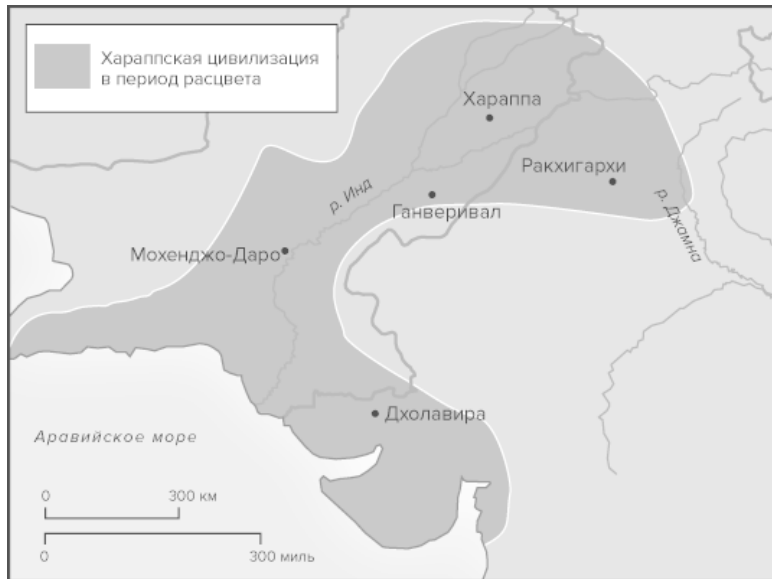 Хараппская цивилизация
в период расцвета
Хараппа
Ракхигархи
р. Инд
Ганверивал
р. Джамна
Мохенджо-Даро
Дхолавира
Аравийское море
0 300 км
0 300 миль